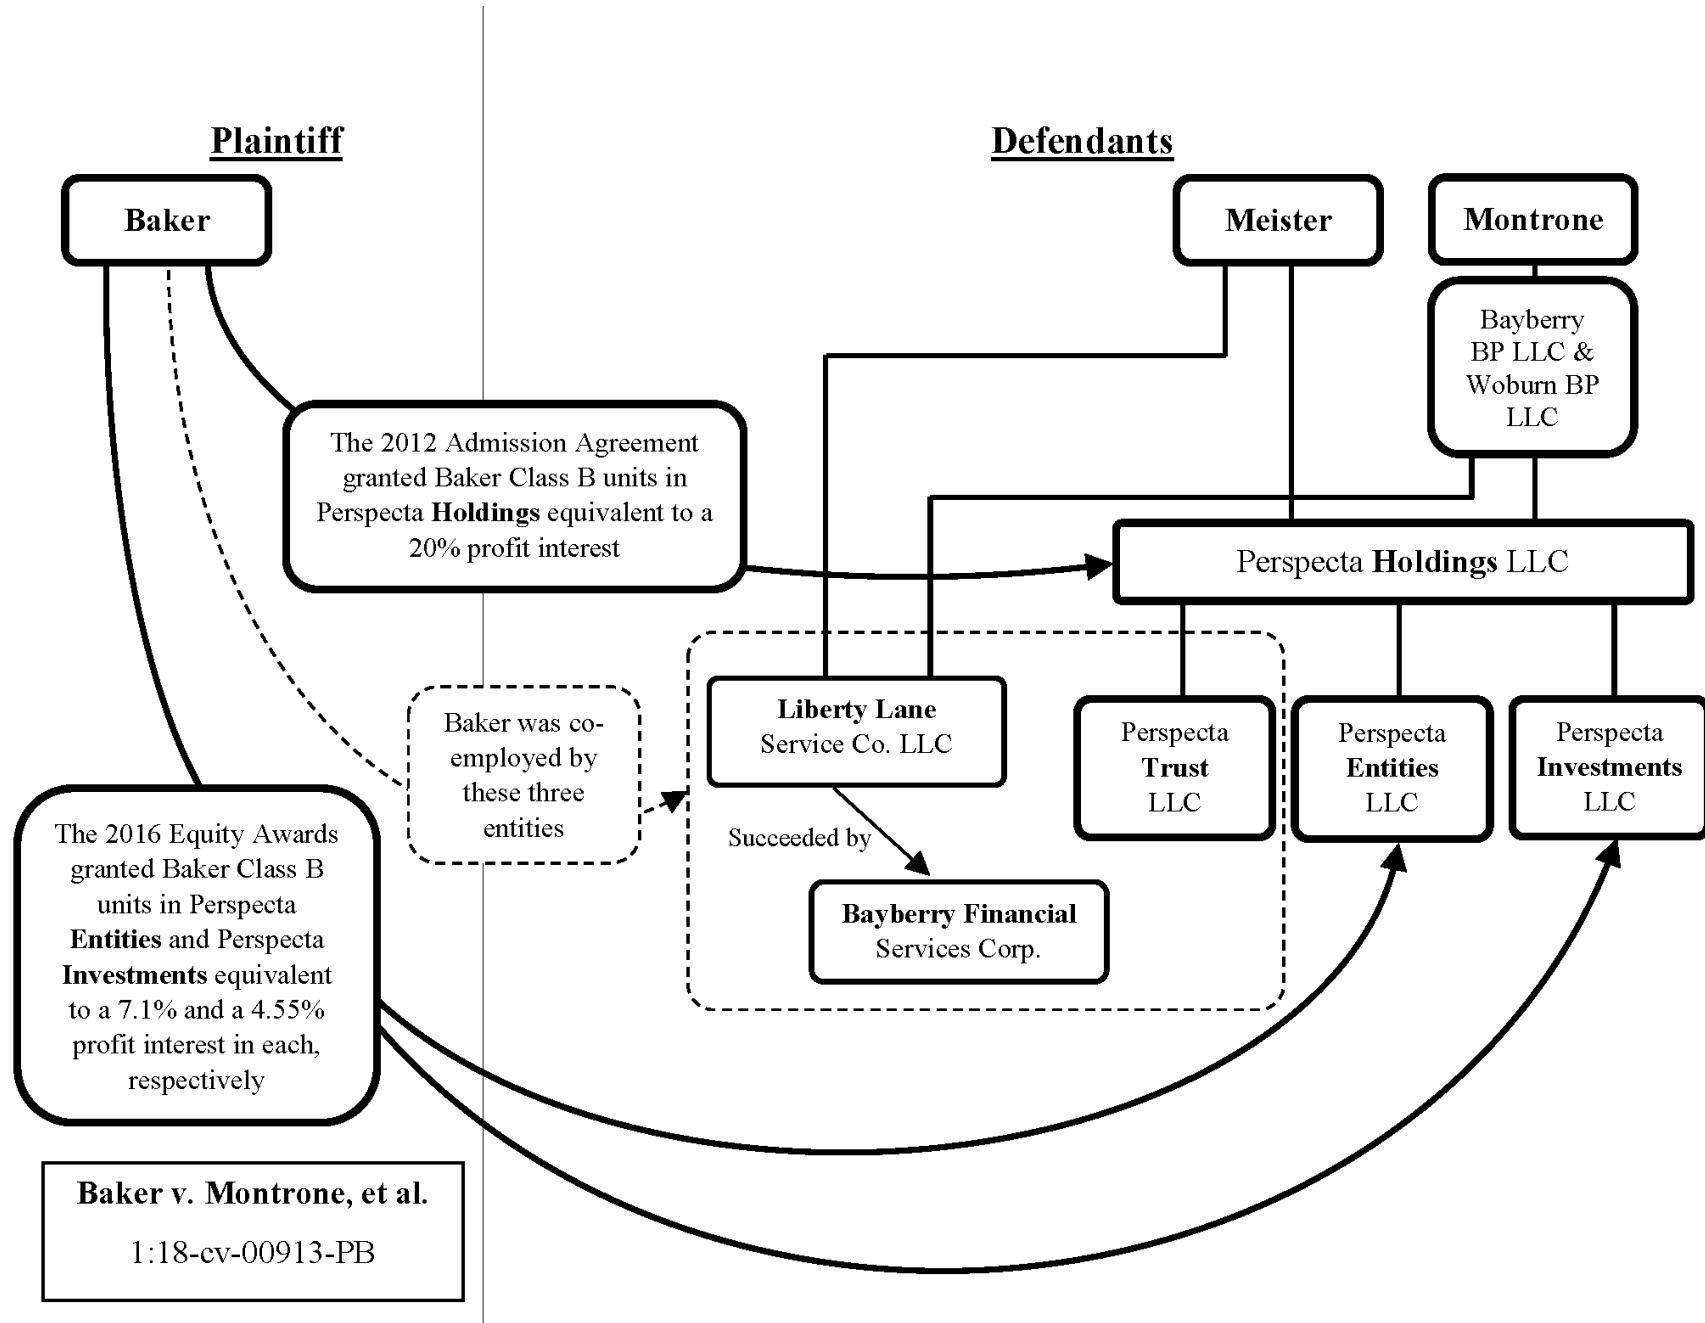 Plaintiff
Defendants
Baker
Meister
Montrone
Bayberry
BP LLC &
Woburn BP
LLC
The 2012 Admission Agreement
granted Baker Class B units in
Perspecta Holdings equivalent to a
20% profit interest
Perspecta Holdings LLC
Baker was co-
employed by
these three
entities
Liberty Lane
Service Co. LLC
Perspecta
Trust
LLC
Perspecta
Entities
LLC
Perspecta
Investments
LLC
Succeeded by
Bayberry Financial
Services Corp.
The 2016 Equity Awards
granted Baker Class B
units in Perspecta
Entities and Perspecta
Investments equivalent
to a 7.1% and a 4.55%
profit interest in each,
respectively
Baker v. Montrone, et al.
1:18-cv-00913-PB